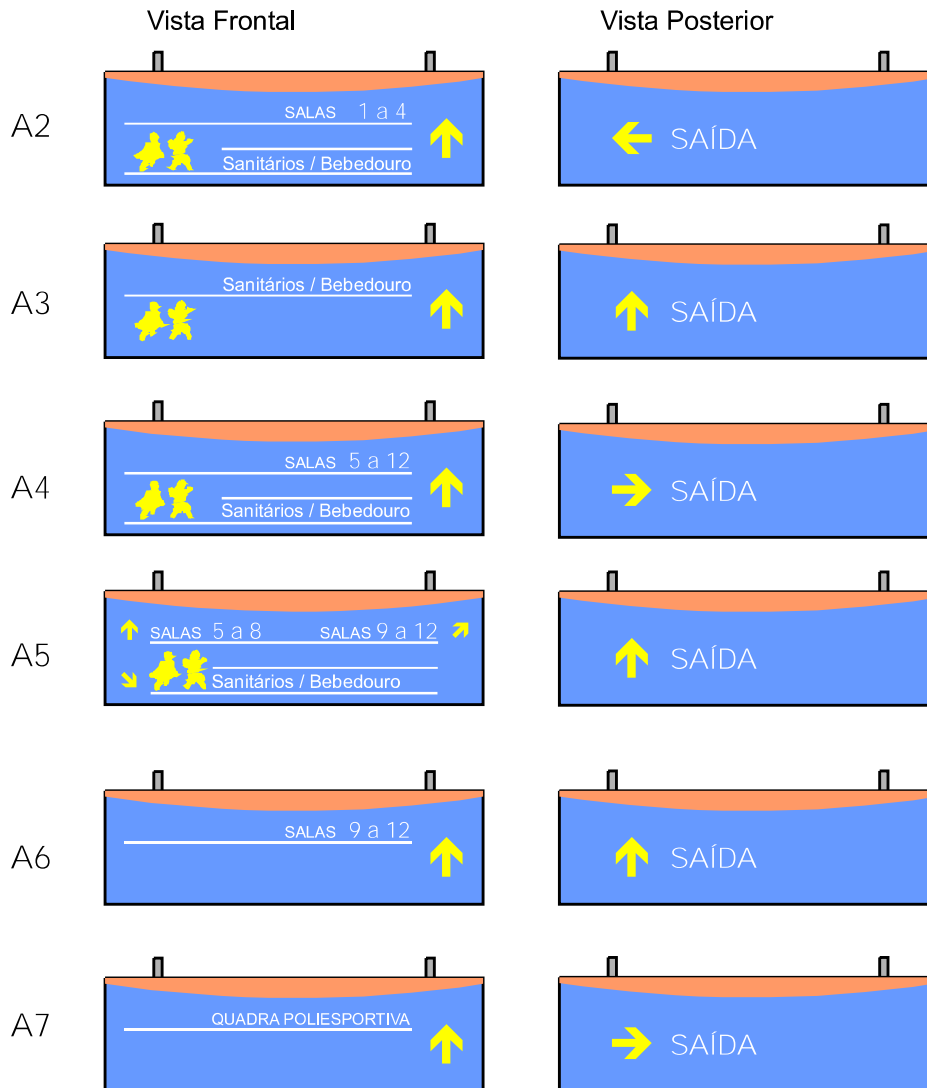 Vista Frontal Vista Posterior
A2
SALAS 1 a 4
Sanitários / Bebedouro
SAÍDA
A3
Sanitários / Bebedouro
SAÍDA
A4
SALAS 5 a 12
Sanitários / Bebedouro
SAÍDA
A5
SALAS 5 a 8 SALAS 9 a 12
Sanitários / Bebedouro
SAÍDA
A6
SALAS 9 a 12
SAÍDA
A7
QUADRA POLIESPORTIVA
SAÍDA